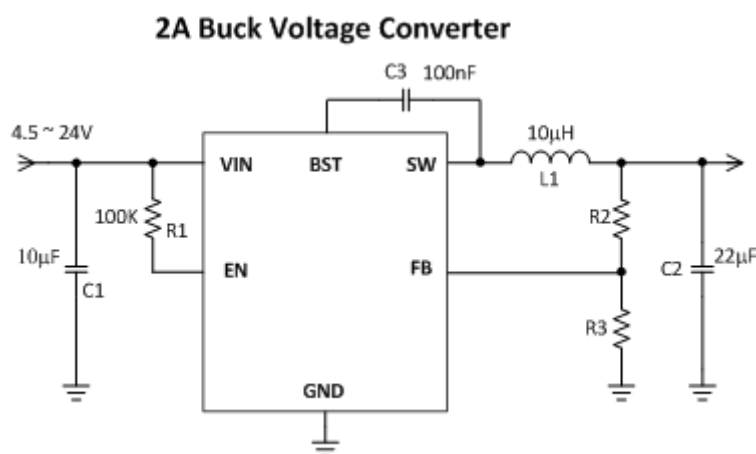 2A Buck Voltage Converter
C3 100nF
4.5 ~ 24V
10μH
VIN BST SW
L1
100K
R1
R2
10μF
C1
EN
FB
C2
22μF
R3
GND